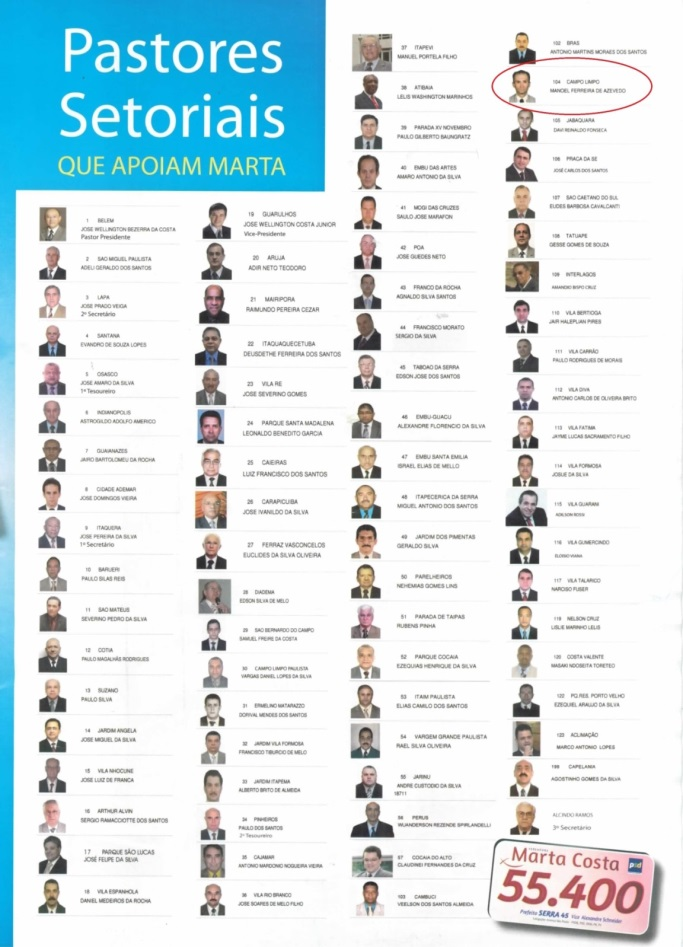 Pastores
Setoriais
QUE APOIAM MARTA
1 BELEM
JOSE WELLINGTON BEZERRA DA COSTA
Pastor Presidente
2 SAO MIGUEL PAULISTA
ADELI GERALDO DOS SANTOS
3 LAPA
JOSE PRADO VEIGA
2º Secretário
4 SANTANA
EVANDRO DE SOUZA LOPES
5 OSASCO
JOSE AMARO DA SILVA
1º Tesoureiro
6 INDIANOPOLIS
ASTROGILDO ADOLFO AMERICO
7 GUAIANAZES
JAIRO BARTOLOMEU DA ROCHA
8 CIDADE ADEMAR
JOSE DOMINGOS VIEIRA
9 ITAQUERA
JOSE PEREIRA DA SILVA
1º Secretário
10 BARUERI
PAULO SILAS REIS
11 SAO MATEUS
SEVERINO PEDRO DA SILVA
12 COTIA
PAULO MAGALHÃS RODRIGUES
13 SUZANO
PAULO SILVA
14 JARDIM ANGELA
JOSE MIGUEL DA SILVA
15 VILA NHOCUNE
JOSE LUIZ DE FRANCA
16 ARTHUR ALVIN
SERGIO RAMACCIOTTE DOS SANTOS
17 PARQUE SÃO LUCAS
JOSÉ FELIPE DA SILVA
18 VILA ESPANHOLA
DANIEL MEDEIROS DA ROCHA
19 GUARULHOS
JOSE WELLINGTON COSTA JUNIOR
Vice-Presidente
20 ARUJA
ADIR NETO TEODORO
21 MAIRIPORA
RAIMUNDO PEREIRA CEZAR
22 ITAQUAQUECETUBA
DEUSDETHE FERREIRA DOS SANTOS
23 VILA RE
JOSE SEVERINO GOMES
24 PARQUE SANTA MADALENA
LEONALDO BENEDITO GARCIA
25 CAIEIRAS
LUIZ FRANCISCO DOS SANTOS
26 CARAPICUIBA
JOSE IVANILDO DA SILVA
27 FERRAZ VASCONCELOS
EUCLIDES DA SILVA OLIVEIRA
28 DIADEMA
EDISON SILVA DE MELO
29 SAO BERNARDO DO CAMPO
SAMUEL FREIRE DA COSTA
30 CAMPO LIMPO PAULISTA
VARGAS DANIEL LOPES DA SILVA
31 ERMELINO MATARAZZO
DORIVAL MENDES DOS SANTOS
32 JARDIM VILA FORMOSA
FRANCISCO TIBURCIO DE MELO
33 JARDIM ITAPEMA
ALBERTO BRITO DE ALMEIDA
34 PINHEIROS
PAULO DOS SANTOS
2º Tesoureiro
35 CAJAMAR
ANTONIO MARDONIO NOGUEIRA VIEIRA
36 VILA RIO BRANCO
JOSE SOARES DE MELO FILHO
37 ITAPEVI
MANUEL PORTELA FILHO
38 ATIBAIA
LELIS WASHINGTON MARINHOS
39 PARADA XV NOVEMBRO
PAULO GILBERTO BAUNGRATZ
40 EMBU DAS ARTES
AMARO ANTONIO DA SILVA
41 MOGI DAS CRUZES
SAULO JOSE MARAFON
42 POA
JOSE GUEDES NETO
43 FRANCO DA ROCHA
AGNALDO SILVA SANTOS
44 FRANCISCO MORATO
SERGIO DA SILVA
45 TABOAO DA SERRA
EDSON JOSE DOS SANTOS
46 EMBU-GUACU
ALEXANDRE FLORENCIO DA SILVA
47 EMBU SANTA EMILIA
ISRAEL ELIAS DE MELLO
48 ITAPECERICA DA SERRA
MIGUEL ANTONIO DOS SANTOS
49 JARDIM DOS PIMENTAS
GERALDO SILVA
50 PARELHEIROS
NEHEMIAS GOMES LINS
51 PARADA DE TAIPAS
RUBENS PINHA
52 PARQUE COCAIA
EZEQUIAS HENRIQUE DA SILVA
53 ITAIM PAULISTA
ELIAS CAMILO DOS SANTOS
54 VARGEM GRANDE PAULISTA
RAEL SILVA OLIVEIRA
55 JARINU
ANDRE CUSTODIO DA SILVA
19711
56 PERUS
WUANDERSON REZENDE SPIRLANDELLI
57 COCAIA DO ALTO
CLAUDINEI FERNANDES DA CRUZ
103 CAMBUCI
VEELSON DOS SANTOS ALMEIDA
102 BRAS
ANTONIO MARTINS MORAES DOS SANTOS
104 CAMPO LIMPO
MANOEL FERREIRA DE AZEVEDO
105 JABAQUARA
DAVI REINALDO FONSECA
106 PRACA DA SE
JOSÉ CARLOS DOS SANTOS
107 SAO CAETANO DO SUL
EUDES BARBOSA CAVALCANTI
108 TATUAPE
GESSE GOMES DE SOUZA
109 INTERLAGOS
AMANDIO BISPO CRUZ
110 VILA BERTIOGA
JAIR HALEPLIAN PIRES
111 VILA CARRÃO
PAULO RODRIGUES DE MORAIS
112 VILA DIVA
ANTONIO CARLOS DE OLIVEIRA BRITO
113 VILA FATIMA
JAYME LUCAS SACRAMENTO FILHO
114 VILA FORMOSA
JOSUE DA SILVA
115 VILA GUARANI
116 VILA GUMERCINDO
117 VILA TALARICO
NARCISO FUSER
119 NELSON CRUZ
LESLIE MARINHO LELIS
120 COSTA VALENTE
MASAKI NDOSEITA TORETEO
122 PQ RES. PORTO VELHO
EZEQUIEL ARAUJO DA SILVA
123 ACLIMAÇÃO
MARCO ANTONIO LOPES
199 CAPELANIA
AGOSTINHO GOMES DA SILVA
ALCINDO RAMOS
3º Secretário
psd
Marta Costa
55.400
Prefeito SERRA 45 Vice Alexandre Schneider